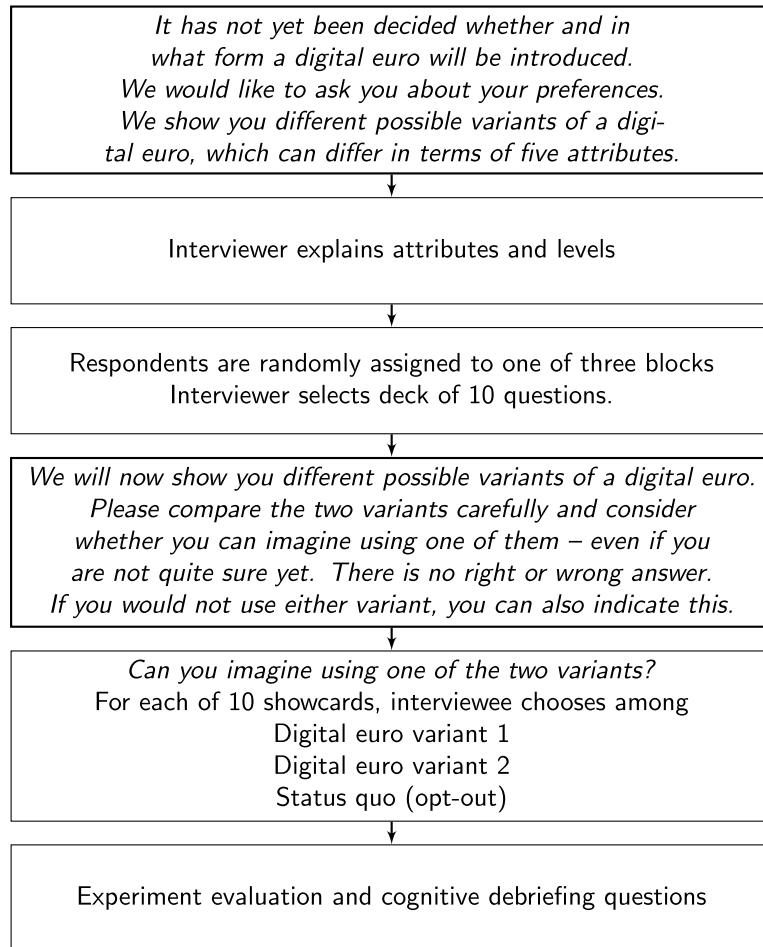 It has not yet been decided whether and in
what form a digital euro will be introduced.
We would like to ask you about your preferences.
We show you different possible variants of a digi-
tal euro, which can differ in terms of five attributes.
Interviewer explains attributes and levels
Respondents are randomly assigned to one of three blocks
Interviewer selects deck of 10 questions.
We will now show you different possible variants of a digital euro.
Please compare the two variants carefully and consider
whether you can imagine using one of them – even if you
are not quite sure yet. There is no right or wrong answer.
If you would not use either variant, you can also indicate this.
Can you imagine using one of the two variants?
For each of 10 showcards, interviewee chooses among
Digital euro variant 1
Digital euro variant 2
Status quo (opt-out)
Experiment evaluation and cognitive debriefing questions